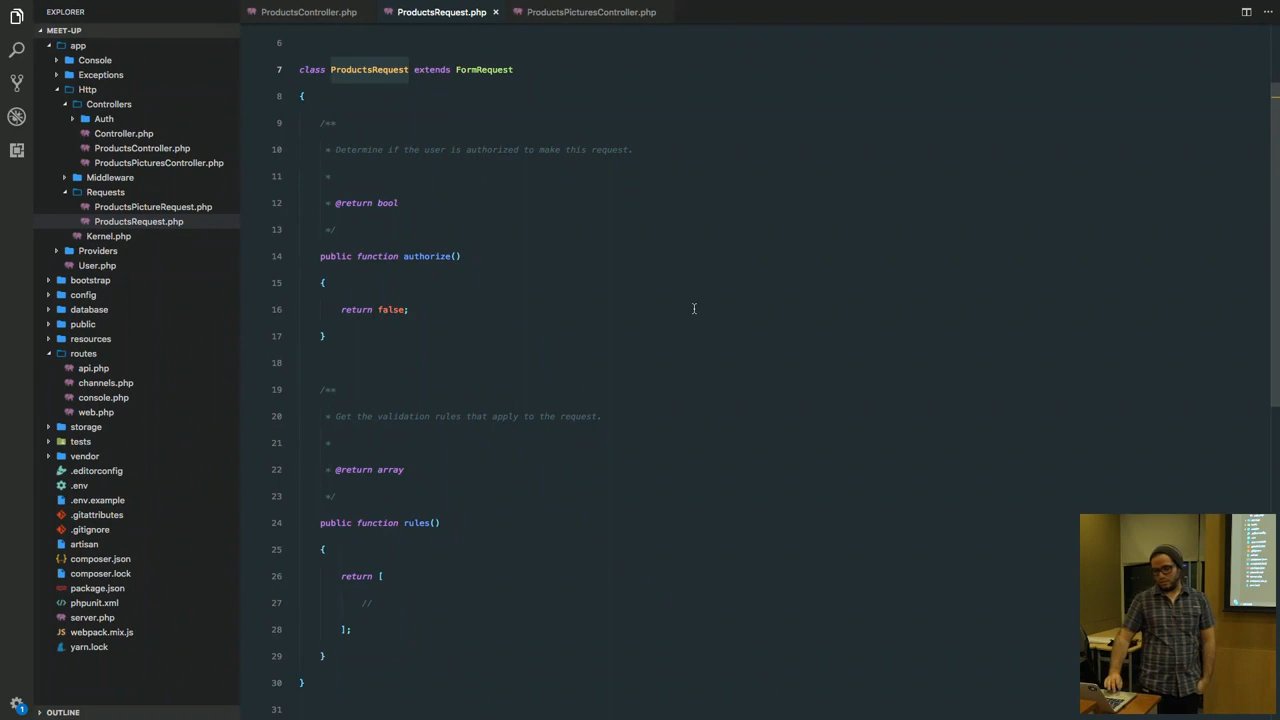 EXPLORER
ProductsController.php
ProductsRequest.php ×
ProductsPicturesController.php
MEET-UP
app
Console
Exceptions
Http
Controllers
Auth
Controller.php
ProductsController.php
ProductsPicturesController.php
Middleware
Requests
ProductsPictureRequest.php
ProductsRequest.php
Kernel.php
Providers
User.php
bootstrap
config
database
public
resources
routes
api.php
channels.php
console.php
web.php
storage
tests
vendor
.editorconfig
.env
.env.example
.gitattributes
.gitignore
artisan
composer.json
composer.lock
package.json
phpunit.xml
server.php
webpack.mix.js
yarn.lock
OUTLINE
1
6
7 class ProductsRequest extends FormRequest
8 {
9 /**
10 * Determine if the user is authorized to make this request.
11 *
12 * @return bool
13 */
14 public function authorize()
15 {
16 return false;
17 }
18
19 /**
20 * Get the validation rules that apply to the request.
21 *
22 * @return array
23 */
24 public function rules()
25 {
26 return [
27 //
28 ];
29 }
30 }
31